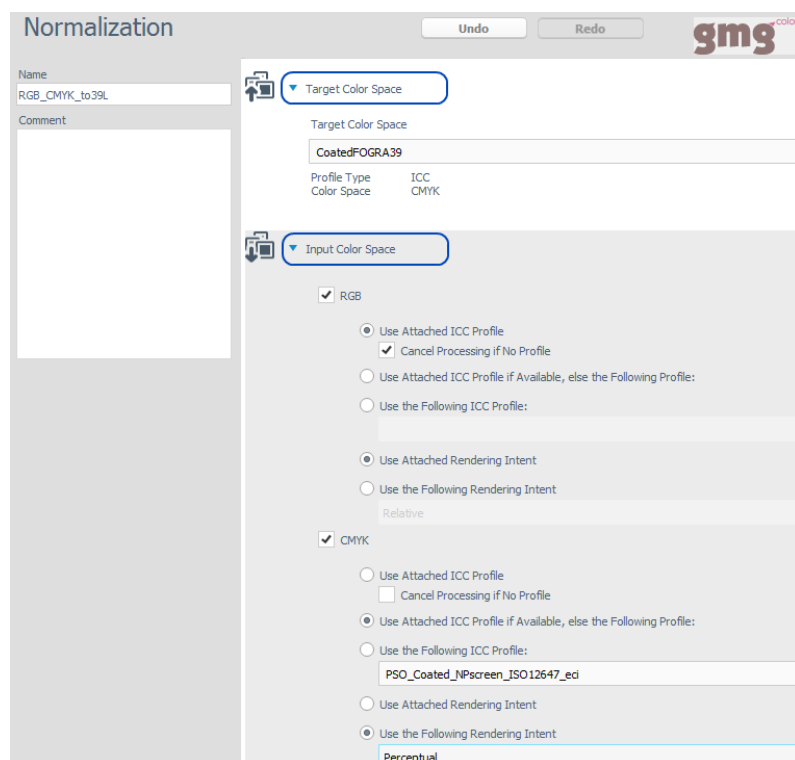 Normalization
Undo
Redo
gmg
Name
RGB_CMYK_to39L
Comment
Target Color Space
Target Color Space
CoatedFOGRA39
Profile Type ICC
Color Space CMYK
Input Color Space
RGB
Use Attached ICC Profile
Cancel Processing if No Profile
Use Attached ICC Profile if Available, else the Following Profile:
Use the Following ICC Profile:
Use Attached Rendering Intent
Use the Following Rendering Intent
Relative
CMYK
Use Attached ICC Profile
Cancel Processing if No Profile
Use Attached ICC Profile if Available, else the Following Profile:
Use the Following ICC Profile:
PSO_Coated_NPscreen_ISO12647_eci
Use Attached Rendering Intent
Use the Following Rendering Intent
Perceptual